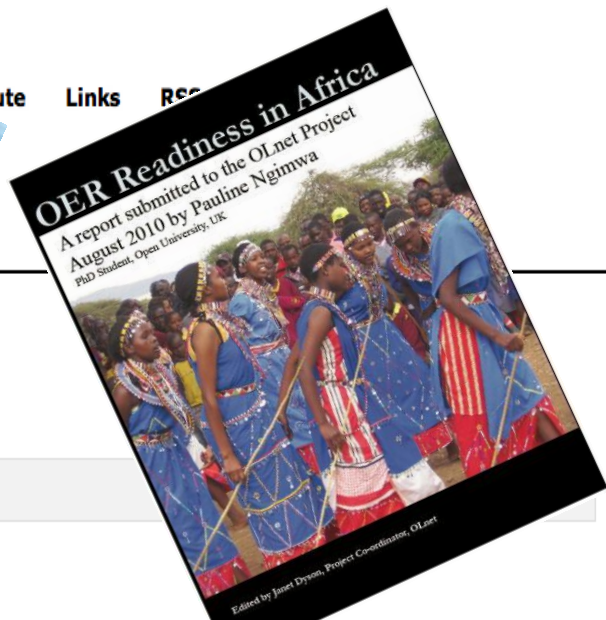 Links
OER Readiness in Africa
A report submitted to the OLnet Project
August 2010 by Pauline Ngimwa
PhD Student, Open University, UK
Edited by Janet Dyson, Project Co-ordinator, OLnet